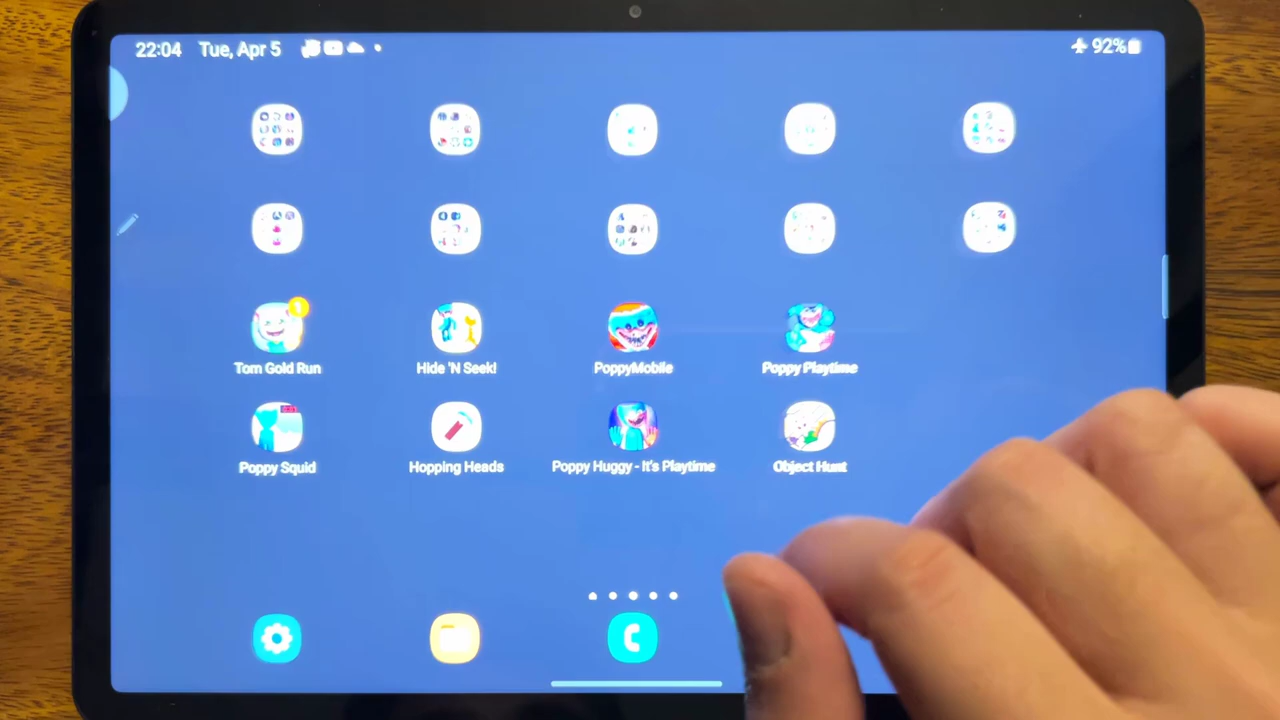 22:04 Tue, Apr 5 92%
Tom Gold Run Hide 'N Seek! PoppyMobile Poppy Playtime
Poppy Squid Hopping Heads Poppy Huggy - It's Playtime Object Hunt